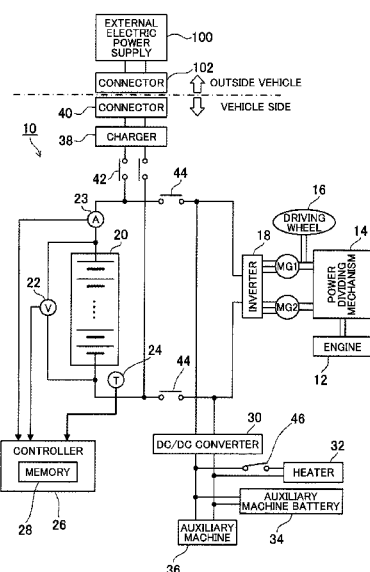 EXTERNAL
ELECTRIC
POWER
SUPPLY
100
CONNECTOR
102
OUTSIDE VEHICLE
40
CONNECTOR
VEHICLE SIDE
10
CHARGER
38
42
44
23
A
20
16
DRIVING
WHEEL
18
14
INVERTER
MG1
MG2
POWER
DIVIDING
MECHANISM
22
V
24
T
44
ENGINE
12
30
46
DC/DC CONVERTER
32
HEATER
CONTROLLER
MEMORY
28
26
AUXILIARY
MACHINE BATTERY
34
AUXILIARY
MACHINE
36